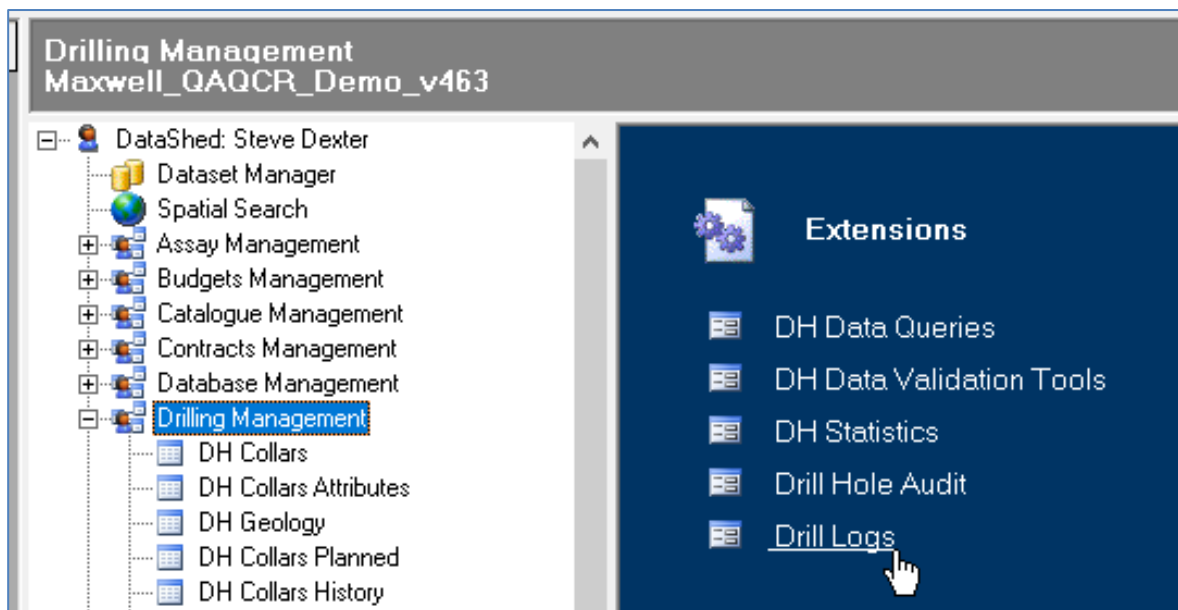 Drilling Management
Maxwell_QAQCR_Demo_v463
DataShed: Steve Dexter
Dataset Manager
Spatial Search
Assay Management
Budgets Management
Catalogue Management
Contracts Management
Database Management
Drilling Management
DH Collars
DH Collars Attributes
DH Geology
DH Collars Planned
DH Collars History
Extensions
DH Data Queries
DH Data Validation Tools
DH Statistics
Drill Hole Audit
Drill Logs